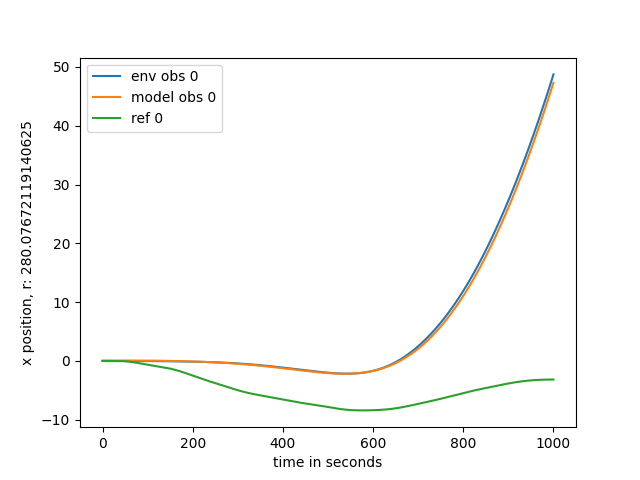 env obs 0
model obs 0
ref 0
50
40
30
20
10
0
−10
x position, r: 280.07672119140625
0
200
400
600
800
1000
time in seconds